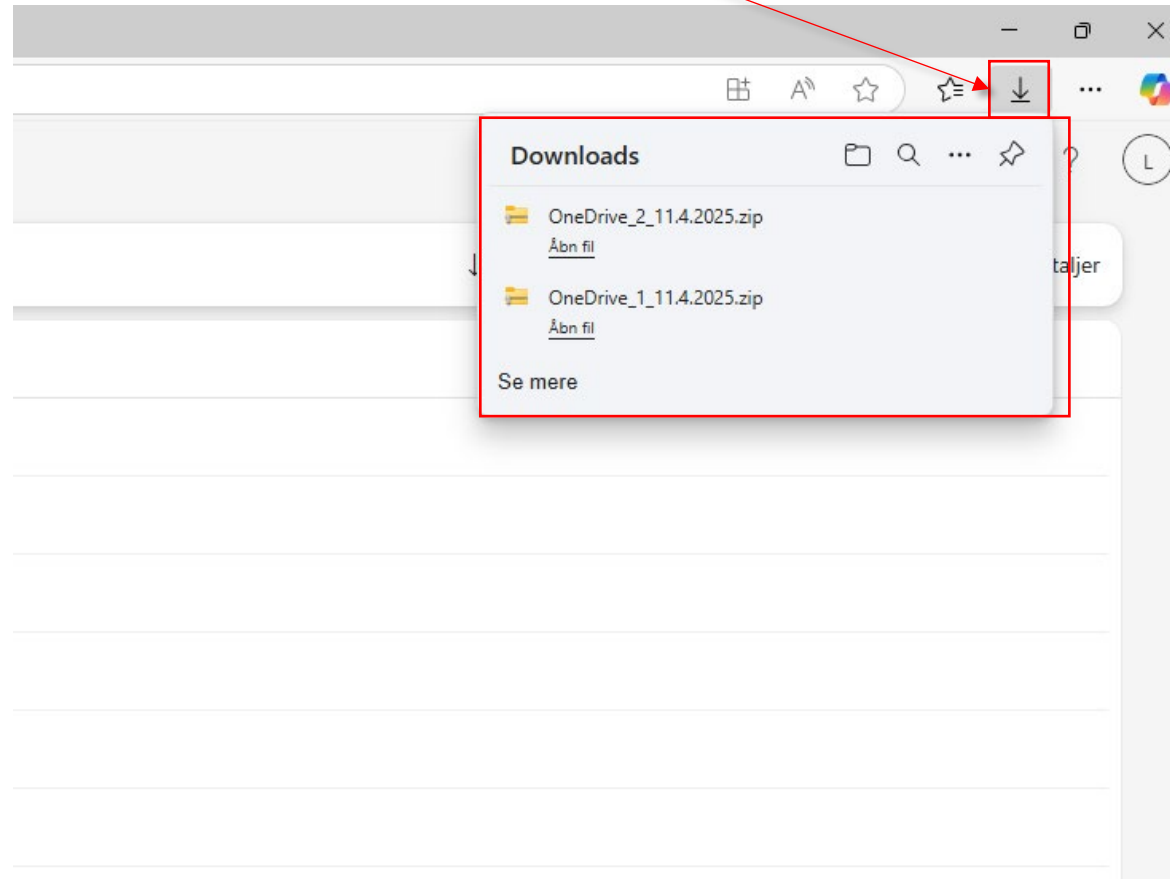 Downloads
L
OneDrive_2_11.4.2025.zip
Åbn fil
taljer
OneDrive_1_11.4.2025.zip
Åbn fil
Se mere